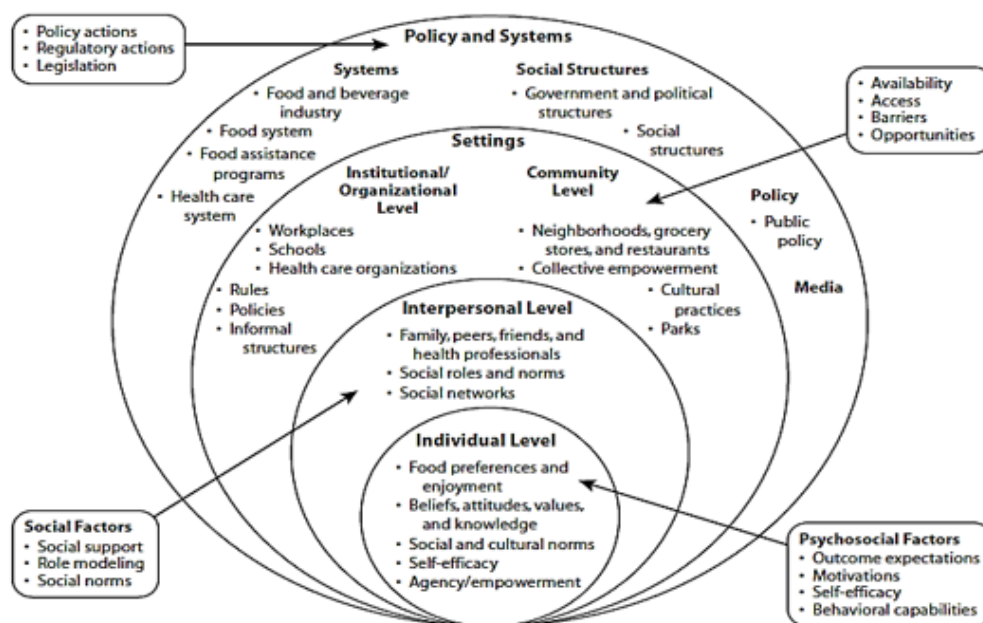 • Policy actions
• Regulatory actions
• Legislation
Policy and Systems
Systems
• Food and beverage
industry
• Food system
• Food assistance
programs
• Health care
system
Social Structures
• Government and political
structures
• Social
structures
• Availability
• Access
• Barriers
• Opportunities
Policy
• Public
policy
Media
Settings
Institutional/
Organizational
Level
• Workplaces
• Schools
• Health care organizations
• Rules
• Policies
• Informal
structures
Community
Level
• Neighborhoods, grocery
stores, and restaurants
• Collective empowerment
• Cultural
practices
• Parks
Interpersonal Level
• Family, peers, friends, and
health professionals
• Social roles and norms
• Social networks
Individual Level
• Food preferences and
enjoyment
• Beliefs, attitudes, values,
and knowledge
• Social and cultural norms
• Self-efficacy
• Agency/empowerment
Social Factors
• Social support
• Role modeling
• Social norms
Psychosocial Factors
• Outcome expectations
• Motivations
• Self-efficacy
• Behavioral capabilities